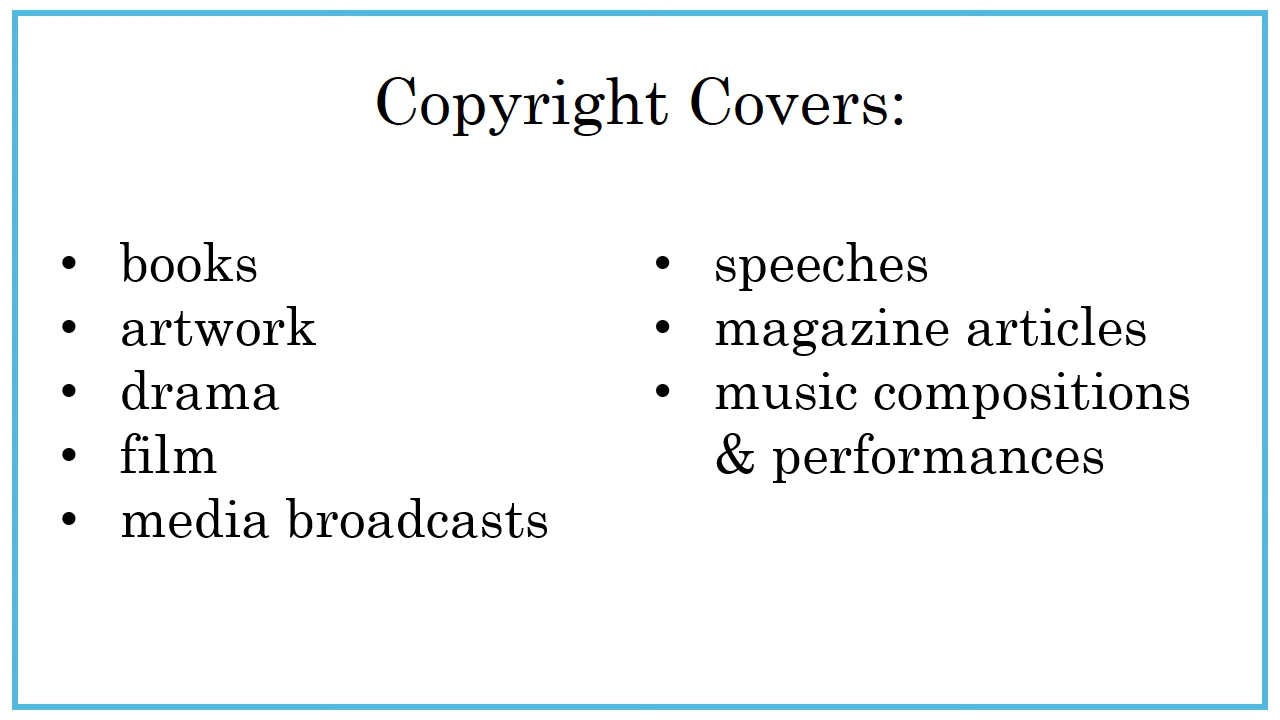 Copyright Covers:
• books
• artwork
• drama
• film
• media broadcasts
• speeches
• magazine articles
• music compositions
& performances